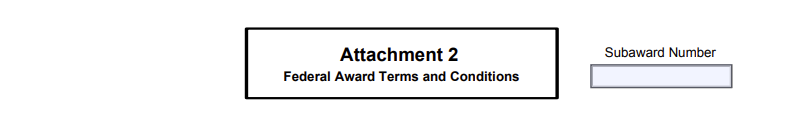 Attachment 2
Federal Award Terms and Conditions
Subaward Number